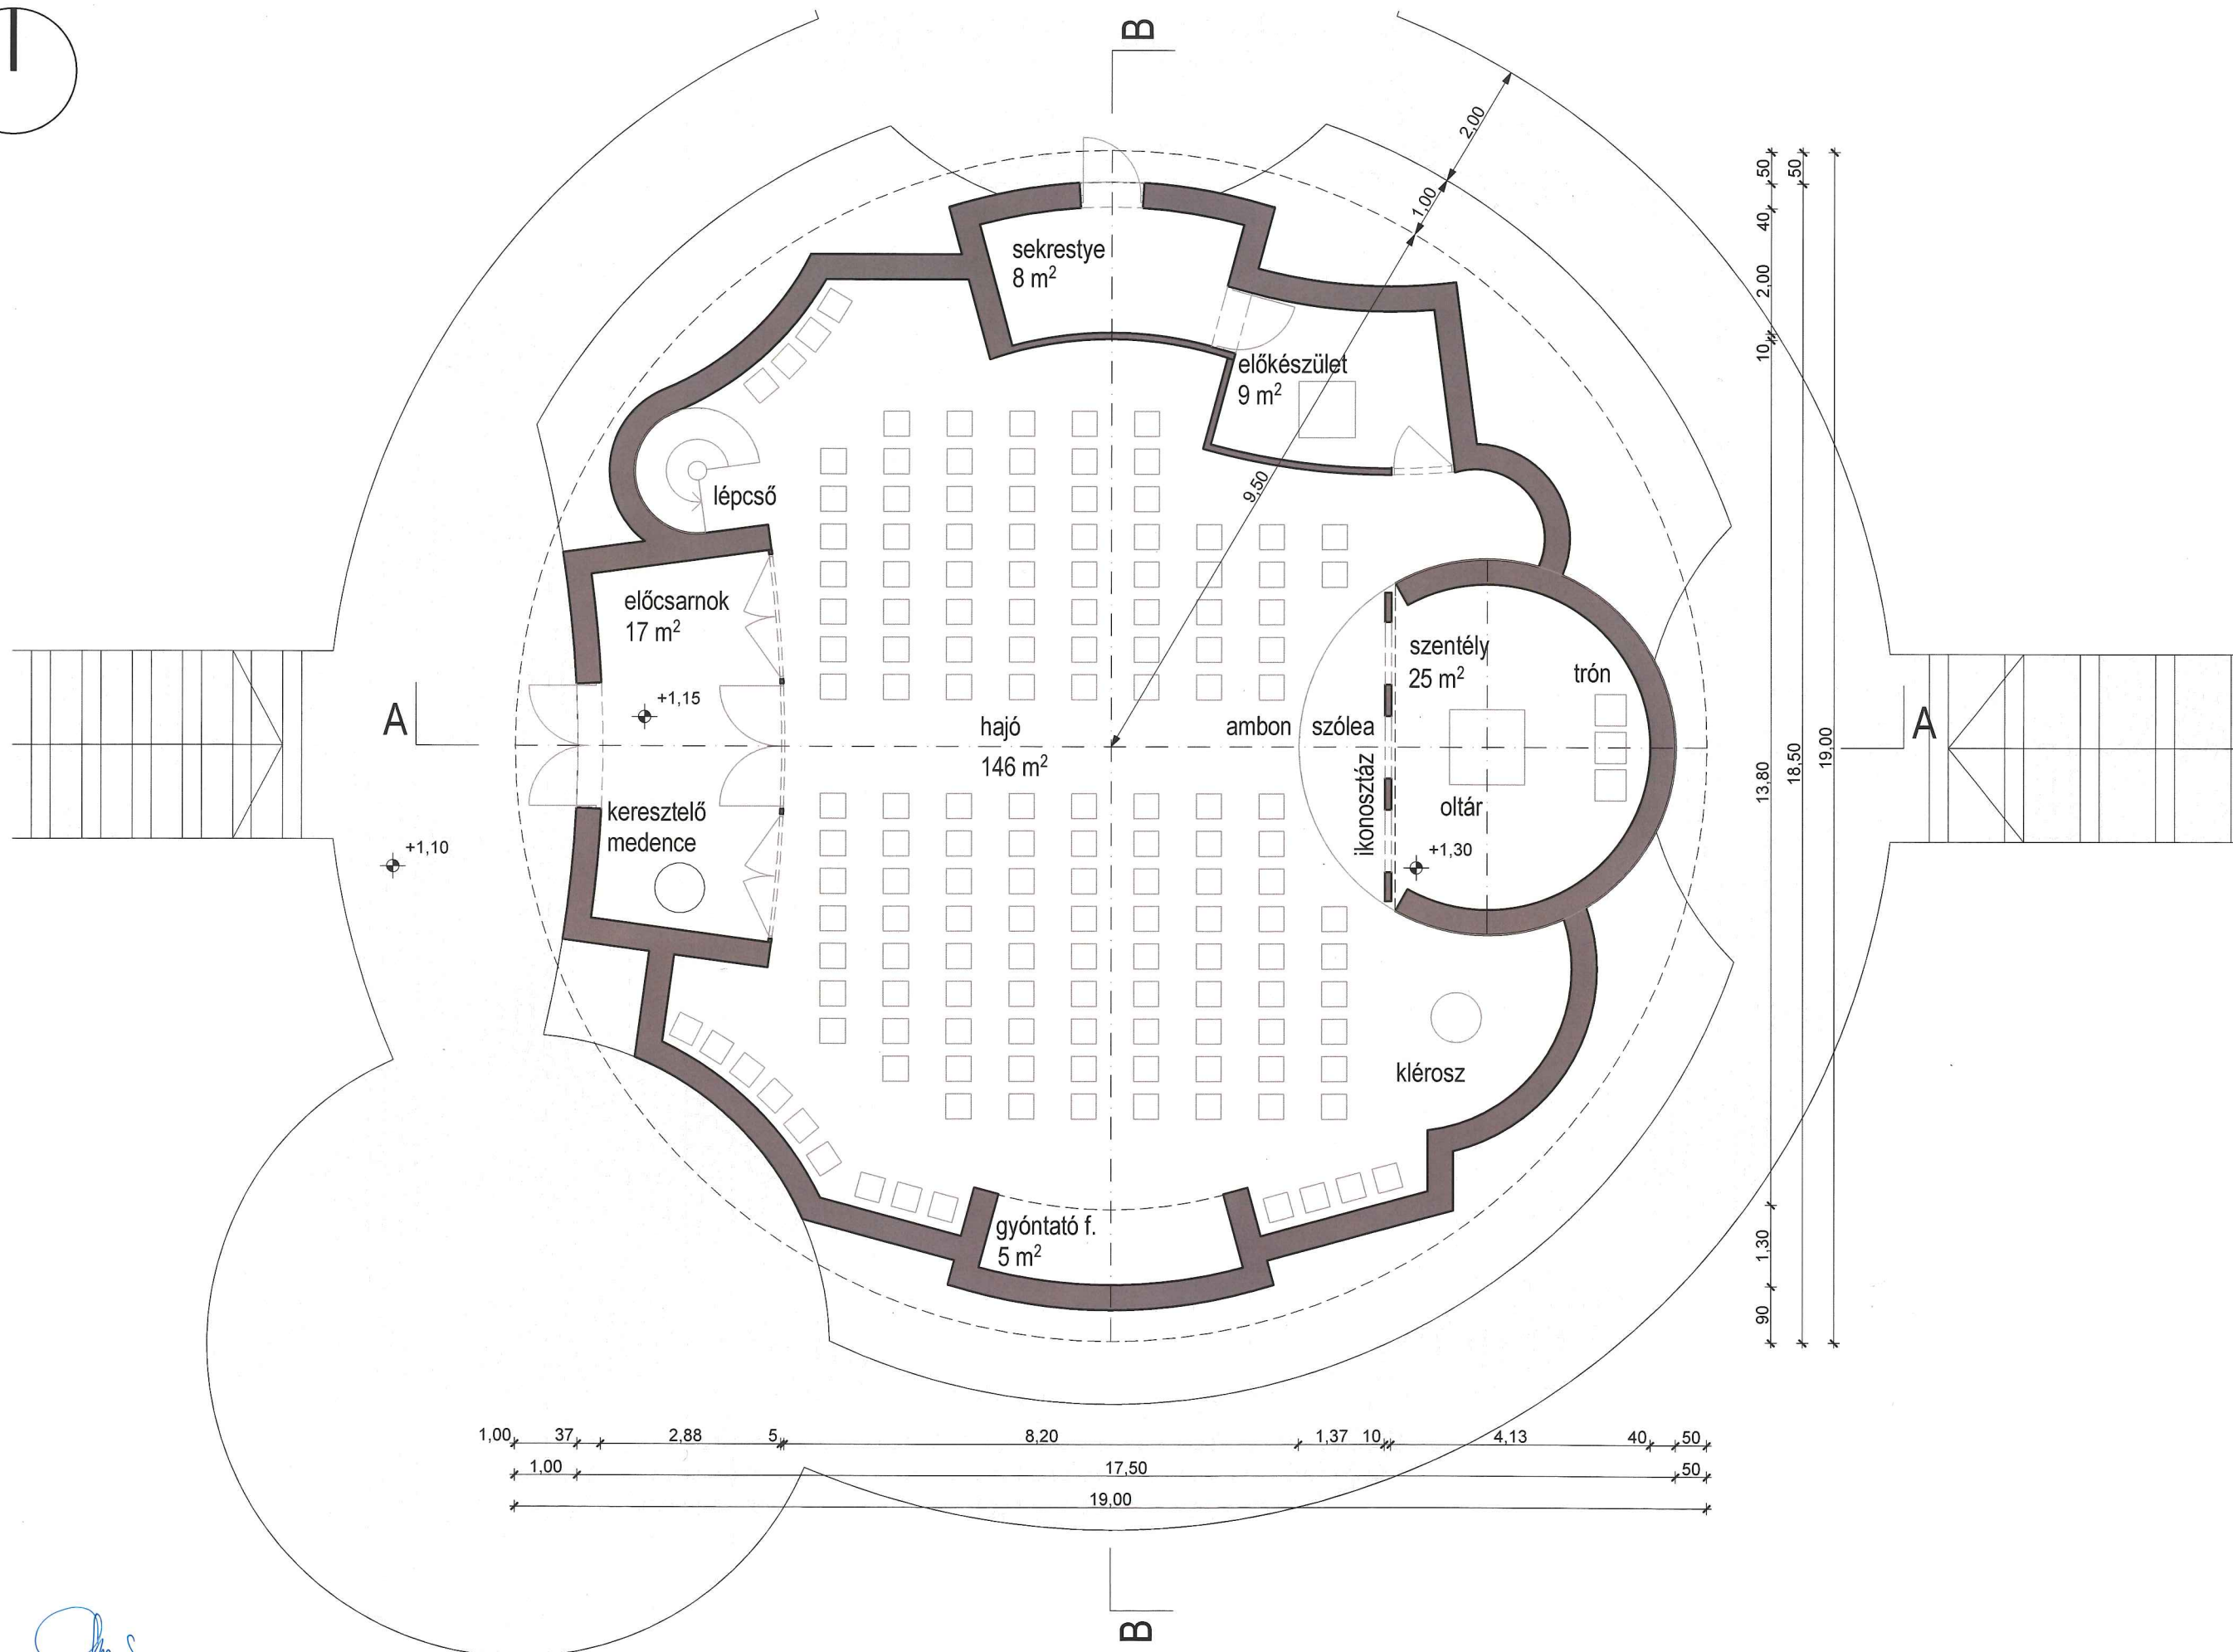 B
2,00
1,00
50
50
40
2,00
10
sekrestye
8 m²
előkészület
9 m²
9,50
lépcső
előcsarnok
17 m²
+1,15
szentély
25 m²
trón
A
hajó
146 m²
ambon
szólea
ikonosztáz
oltár
+1,30
A
13,80
18,50
19,00
keresztelő
medence
+1,10
klérosz
gyóntató f.
5 m²
1,30
90
1,00 37 2,88 5 8,20 1,37 10 4,13 40 50
1,00 17,50 50
19,00
B